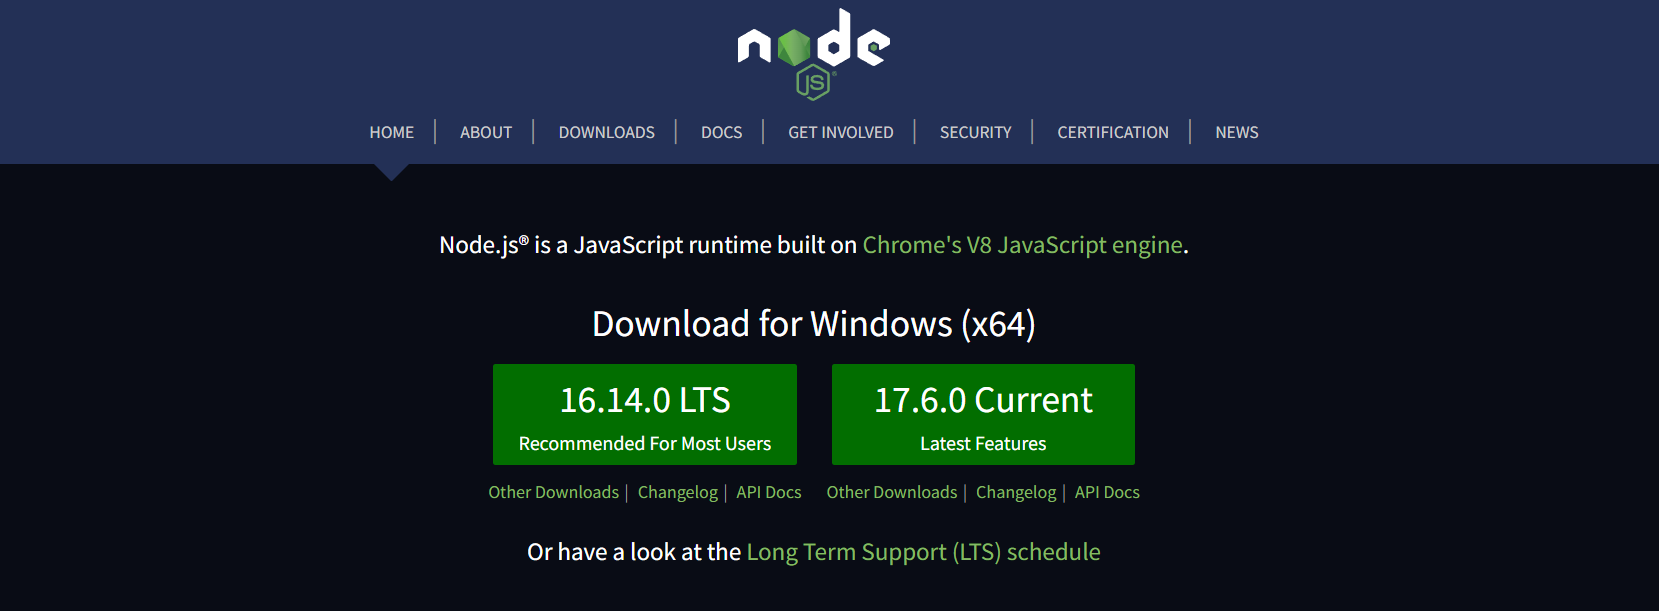 node
JS®
HOME | ABOUT | DOWNLOADS | DOCS | GET INVOLVED | SECURITY | CERTIFICATION | NEWS
Node.js® is a JavaScript runtime built on Chrome's V8 JavaScript engine.
Download for Windows (x64)
16.14.0 LTS
Recommended For Most Users
17.6.0 Current
Latest Features
Other Downloads | Changelog | API Docs
Other Downloads | Changelog | API Docs
Or have a look at the Long Term Support (LTS) schedule